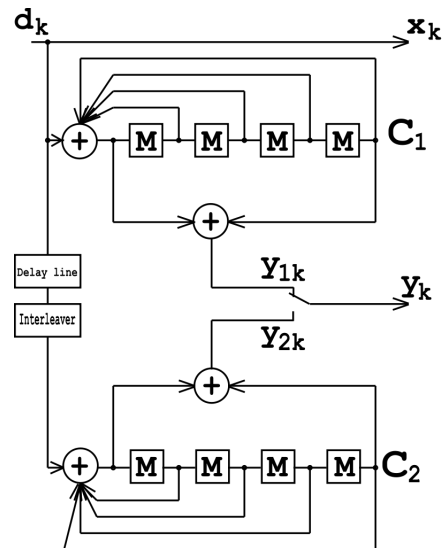 dk
xk
+
M M M M
C1
+
y1k
Delay line
yk
Interleaver
y2k
+
+
M M M M
C2